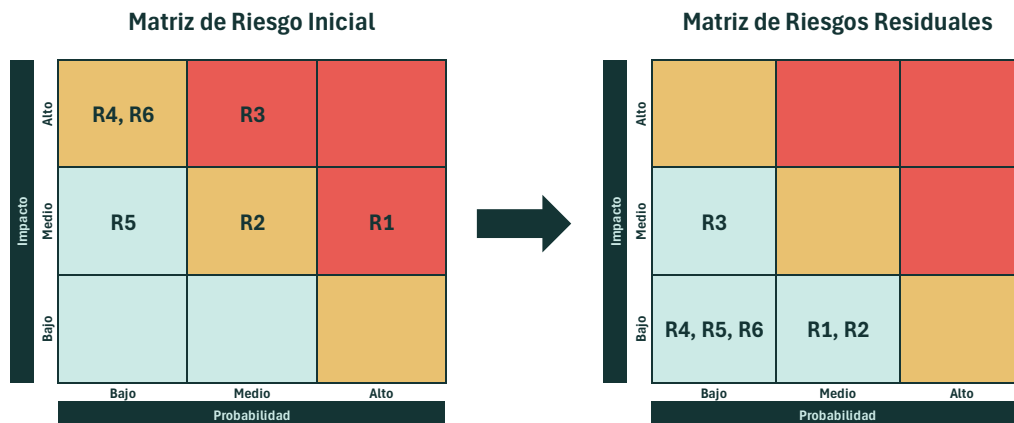 Matriz de Riesgo Inicial
Impacto
Alto
R4, R6
R3
Medio
R5
R2
R1
Bajo
Bajo
Medio
Alto
Probabilidad
Matriz de Riesgos Residuales
Impacto
Alto
Medio
R3
Bajo
R4, R5, R6
R1, R2
Bajo
Medio
Alto
Probabilidad